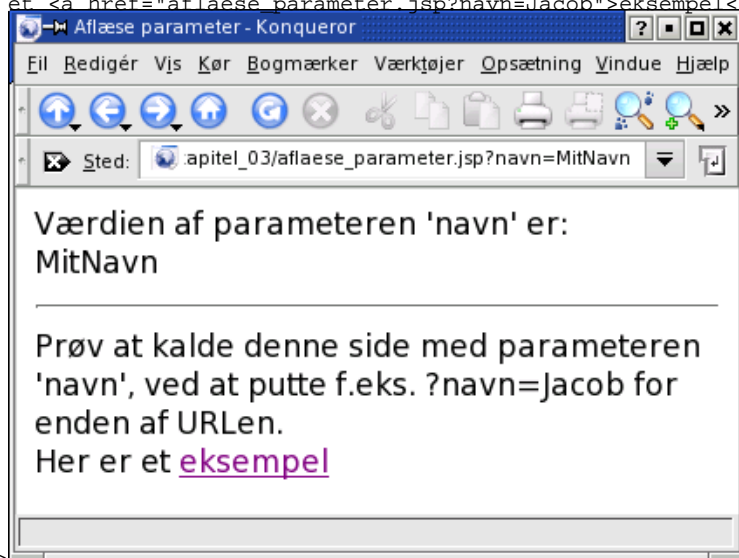 et <a href="aflaese_parameter.jsp?navn=Jacob">eksempel<
Aflæse parameter - Konqueror
Fil Redigér Vis Kør Bogmærker Værktøjer Opsætning Vindue Hjælp
Sted: :apitel_03/aflaese_parameter.jsp?navn=MitNavn
Værdien af parameteren 'navn' er:
MitNavn
Prøv at kalde denne side med parameteren
'navn', ved at putte f.eks. ?navn=Jacob for
enden af URLen.
Her er et eksempel